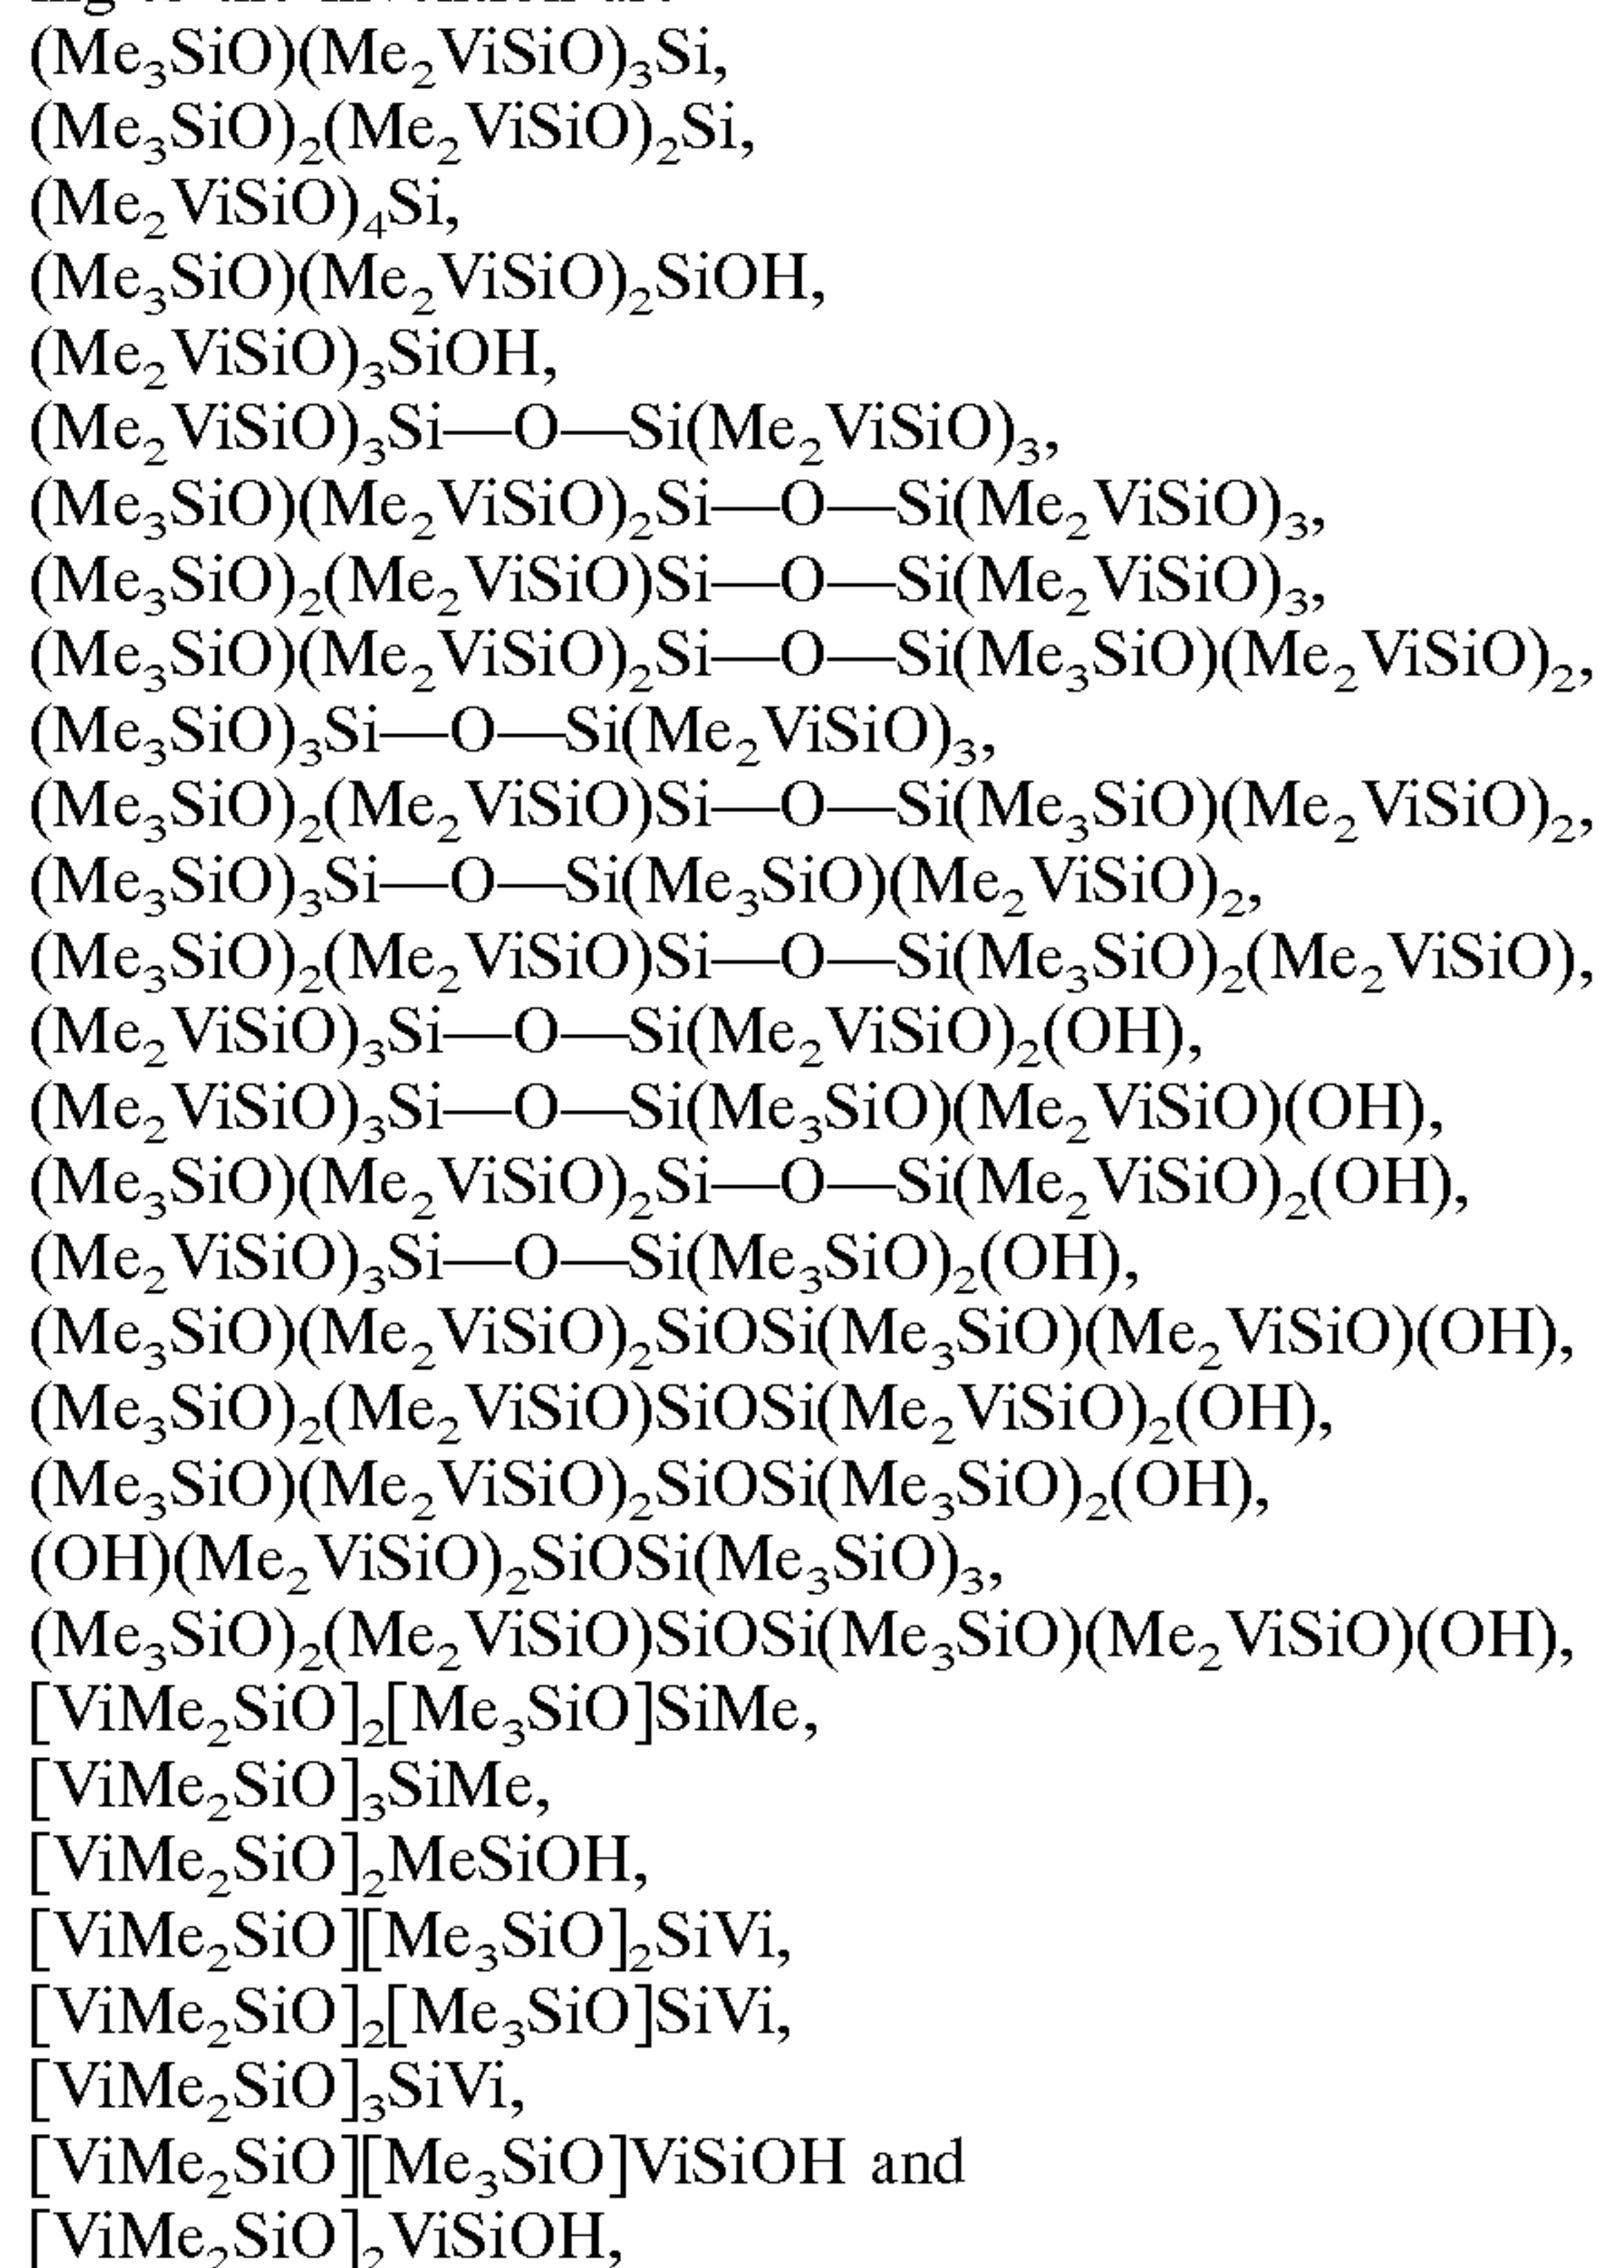 (Me₃SiO)(Me₂ViSiO)₃Si,
(Me₃SiO)₂(Me₂ViSiO)₂Si,
(Me₂ViSiO)₄Si,
(Me₃SiO)(Me₂ViSiO)₂SiOH,
(Me₂ViSiO)₃SiOH,
(Me₂ViSiO)₃Si—O—Si(Me₂ViSiO)₃,
(Me₃SiO)(Me₂ViSiO)₂Si—O—Si(Me₂ViSiO)₃,
(Me₃SiO)₂(Me₂ViSiO)Si—O—Si(Me₂ViSiO)₃,
(Me₃SiO)(Me₂ViSiO)₂Si—O—Si(Me₃SiO)(Me₂ViSiO)₂,
(Me₃SiO)₃Si—O—Si(Me₂ViSiO)₃,
(Me₃SiO)₂(Me₂ViSiO)Si—O—Si(Me₃SiO)(Me₂ViSiO)₂,
(Me₃SiO)₃Si—O—Si(Me₃SiO)(Me₂ViSiO)₂,
(Me₃SiO)₂(Me₂ViSiO)Si—O—Si(Me₃SiO)₂(Me₂ViSiO),
(Me₂ViSiO)₃Si—O—Si(Me₂ViSiO)₂(OH),
(Me₂ViSiO)₃Si—O—Si(Me₃SiO)(Me₂ViSiO)(OH),
(Me₃SiO)(Me₂ViSiO)₂Si—O—Si(Me₂ViSiO)₂(OH),
(Me₂ViSiO)₃Si—O—Si(Me₃SiO)₂(OH),
(Me₃SiO)(Me₂ViSiO)₂SiOSi(Me₃SiO)(Me₂ViSiO)(OH),
(Me₃SiO)₂(Me₂ViSiO)SiOSi(Me₂ViSiO)₂(OH),
(Me₃SiO)(Me₂ViSiO)₂SiOSi(Me₃SiO)₂(OH),
(OH)(Me₂ViSiO)₂SiOSi(Me₃SiO)₃,
(Me₃SiO)₂(Me₂ViSiO)SiOSi(Me₃SiO)(Me₂ViSiO)(OH),
[ViMe₂SiO]₂[Me₃SiO]SiMe,
[ViMe₂SiO]₃SiMe,
[ViMe₂SiO]₂MeSiOH,
[ViMe₂SiO][Me₃SiO]₂SiVi,
[ViMe₂SiO]₂[Me₃SiO]SiVi,
[ViMe₂SiO]₃SiVi,
[ViMe₂SiO][Me₃SiO]ViSiOH and
[ViMe₂SiO]₂ViSiOH,